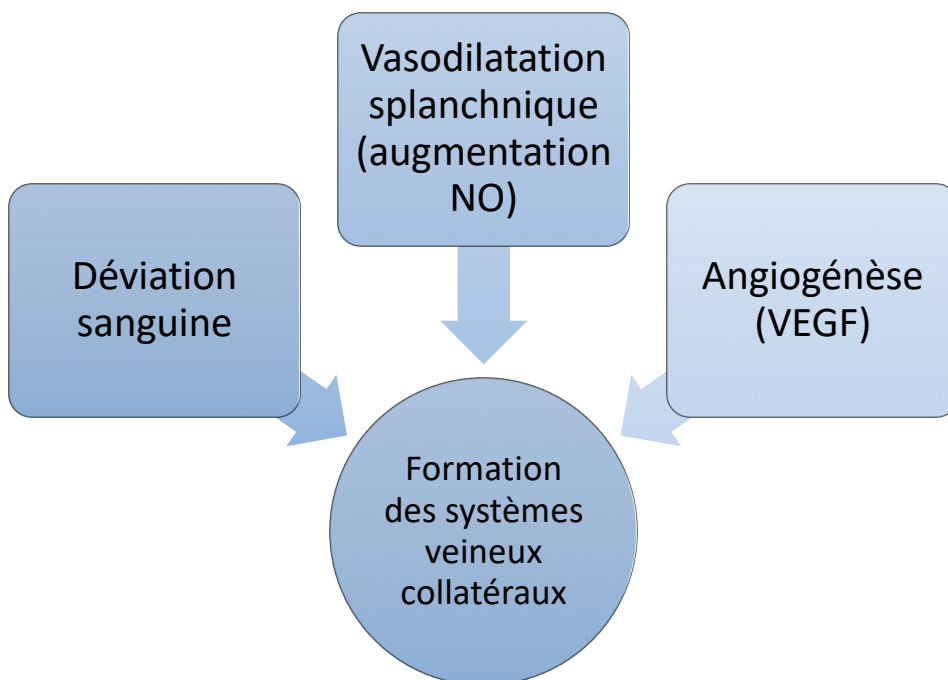 Vasodilatation
splanchnique
(augmentation
NO)
Déviation
sanguine
Angiogénèse
(VEGF)
Formation
des systèmes
veineux
collatéraux